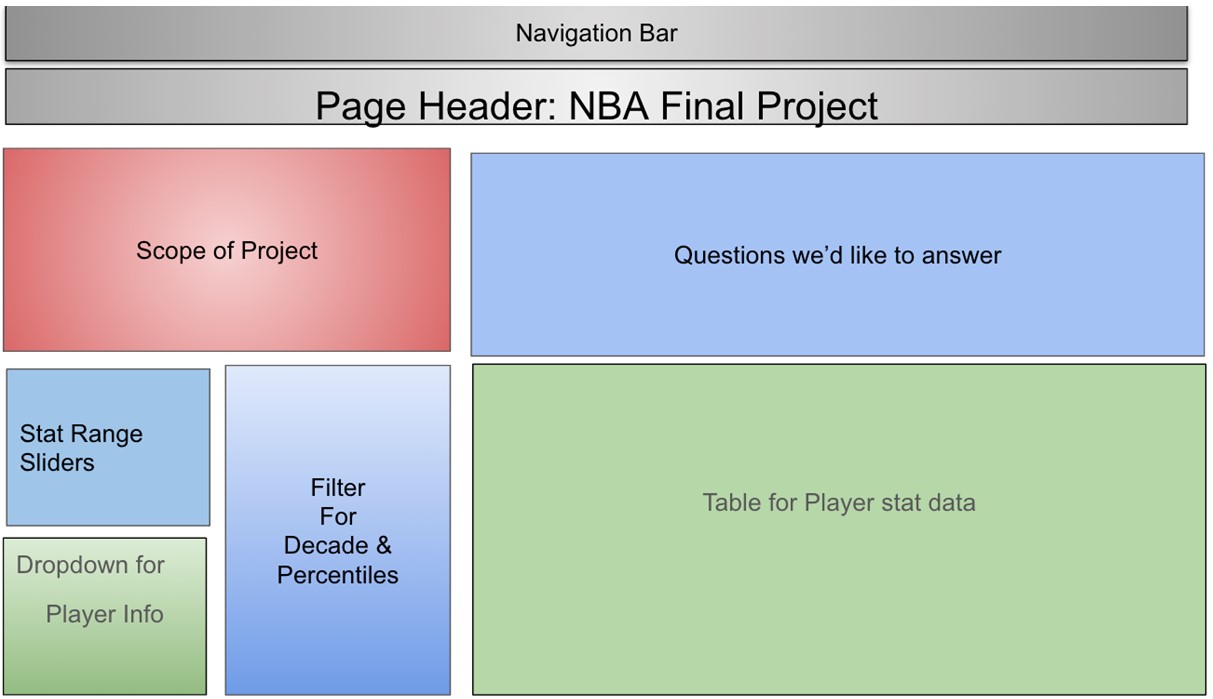 Navigation Bar
Page Header: NBA Final Project
Scope of Project
Questions we’d like to answer
Stat Range
Sliders
Dropdown for
Player Info
Filter
For
Decade &
Percentiles
Table for Player stat data